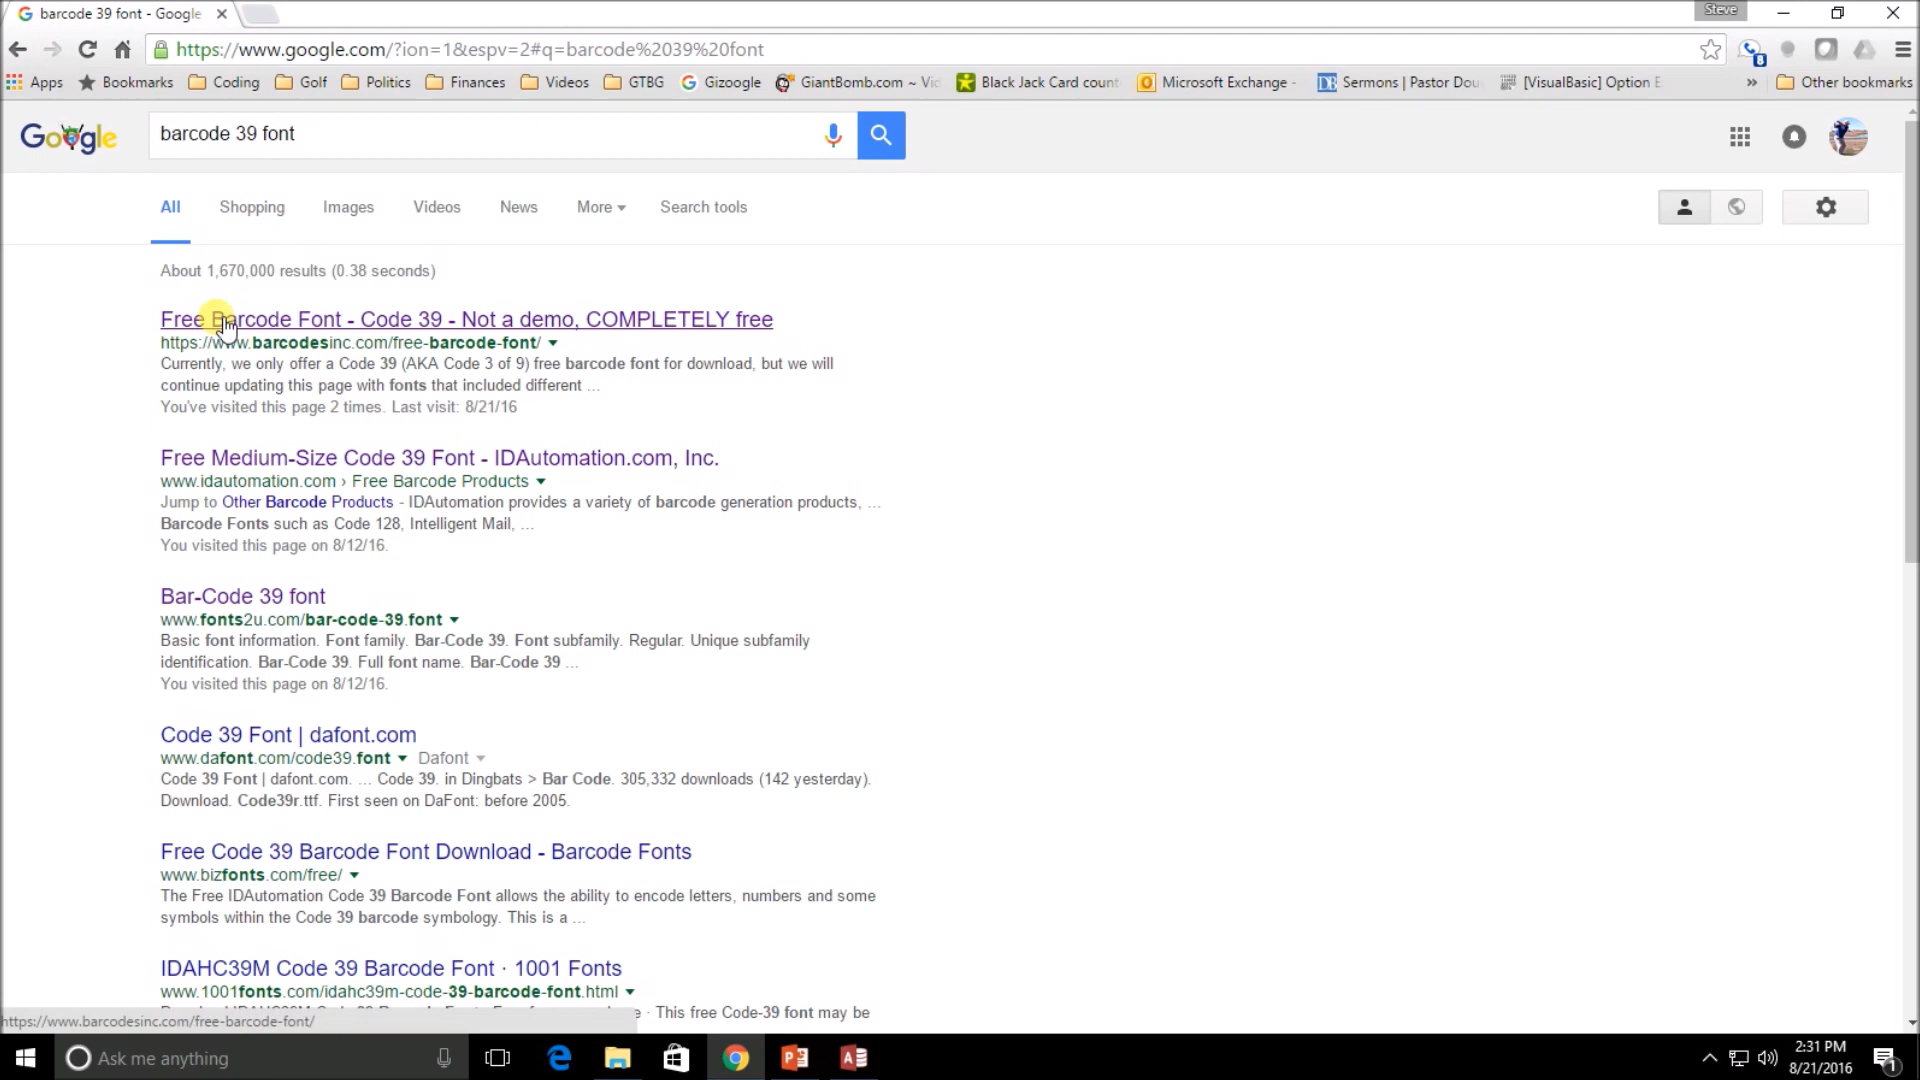 barcode 39 font - Google
Steve
https://www.google.com/?ion=1&espv=2#q=barcode%2039%20font
8
Apps Bookmarks Coding Golf Politics Finances Videos GTBG Gizoogle GiantBomb.com ~ Vi Black Jack Card count Microsoft Exchange - Sermons | Pastor Dou [VisualBasic] Option E » Other bookmarks
Google barcode 39 font
All Shopping Images Videos News More Search tools
About 1,670,000 results (0.38 seconds)
Free Barcode Font - Code 39 - Not a demo, COMPLETELY free
https://www.barcodesinc.com/free-barcode-font/
Currently, we only offer a Code 39 (AKA Code 3 of 9) free barcode font for download, but we will
continue updating this page with fonts that included different ...
You've visited this page 2 times. Last visit: 8/21/16
Free Medium-Size Code 39 Font - IDAutomation.com, Inc.
www.idautomation.com › Free Barcode Products
Jump to Other Barcode Products - IDAutomation provides a variety of barcode generation products, ...
Barcode Fonts such as Code 128, Intelligent Mail, ...
You visited this page on 8/12/16.
Bar-Code 39 font
www.fonts2u.com/bar-code-39.font
Basic font information. Font family. Bar-Code 39. Font subfamily. Regular. Unique subfamily
identification. Bar-Code 39. Full font name. Bar-Code 39 ...
You visited this page on 8/12/16.
Code 39 Font | dafont.com
www.dafont.com/code39.font Dafont
Code 39 Font | dafont.com. ... Code 39. in Dingbats > Bar Code. 305,332 downloads (142 yesterday).
Download. Code39r.ttf. First seen on DaFont: before 2005.
Free Code 39 Barcode Font Download - Barcode Fonts
www.bizfonts.com/free/
The Free IDAutomation Code 39 Barcode Font allows the ability to encode letters, numbers and some
symbols within the Code 39 barcode symbology. This is a ...
IDAHC39M Code 39 Barcode Font · 1001 Fonts
www.1001fonts.com/idahc39m-code-39-barcode-font.html
· This free Code-39 font may be
https://www.barcodesinc.com/free-barcode-font/
Ask me anything
2:31 PM
8/21/2016
1